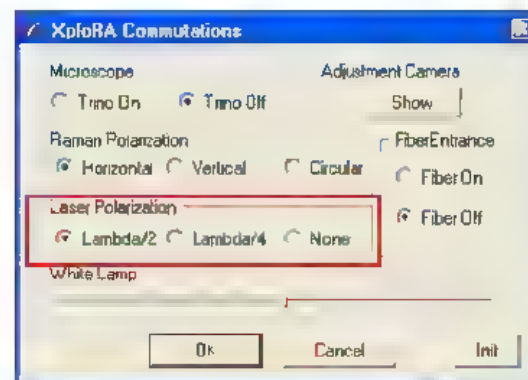 XploRA Commutations
Microscope
Adjustment Camera
Trino On Trino Off
Show
Raman Polarization
FiberEntrance
Horizontal Vertical Circular
Fiber On
Laser Polarization
Fiber Off
Lambda/2 Lambda/4 None
White Lamp
Ok Cancel Init